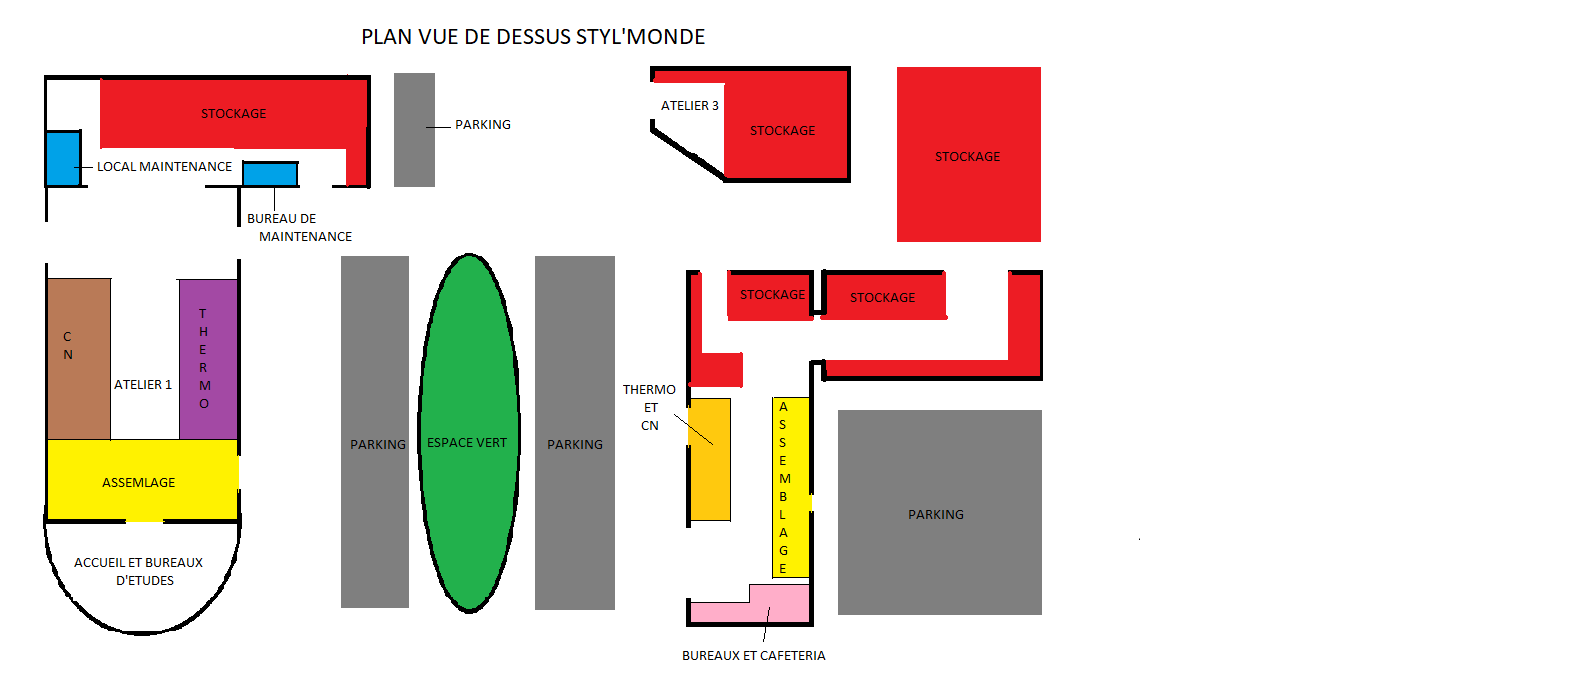 PLAN VUE DE DESSUS STYL'MONDE
STOCKAGE
PARKING
LOCAL MAINTENANCE
BUREAU DE
MAINTENANCE
ATELIER 3
STOCKAGE
STOCKAGE
C
N
ATELIER 1
T
H
E
R
M
O
ASSEMLAGE
ACCUEIL ET BUREAUX
D'ETUDES
PARKING
ESPACE VERT
PARKING
STOCKAGE
STOCKAGE
THERMO
ET
CN
A
S
S
E
M
B
L
A
G
E
PARKING
BUREAUX ET CAFETERIA